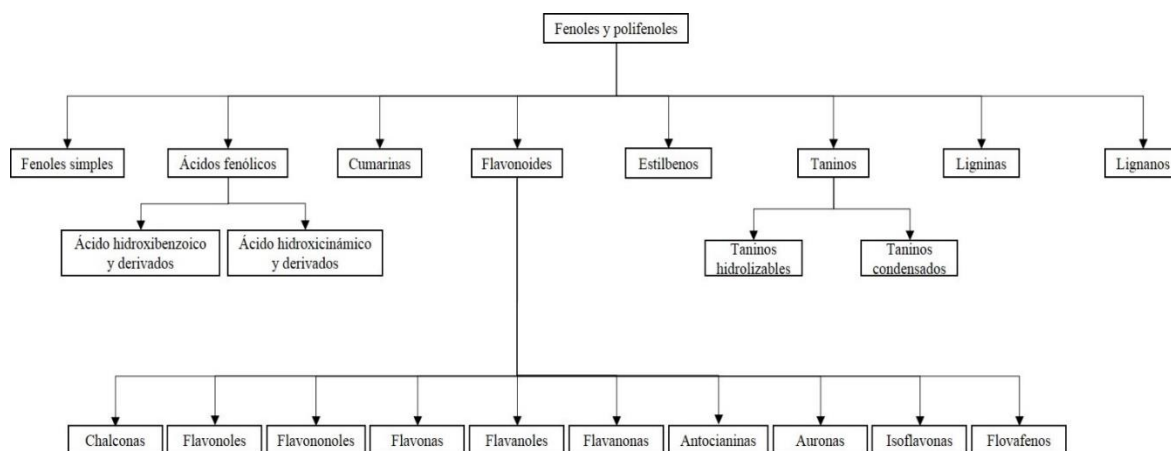 Fenoles y polifenoles
Fenoles simples
Ácidos fenólicos
Cumarinas
Flavonoides
Estilbenos
Taninos
Ligninas
Lignanos
Ácido hidroxibenzoico
y derivados
Ácido hidroxicinámico
y derivados
Taninos
hidrolizables
Taninos
condensados
Chalconas
Flavonoles
Flavononoles
Flavonas
Flavanoles
Flavanonas
Antocianinas
Auronas
Isoflavonas
Flovafenos